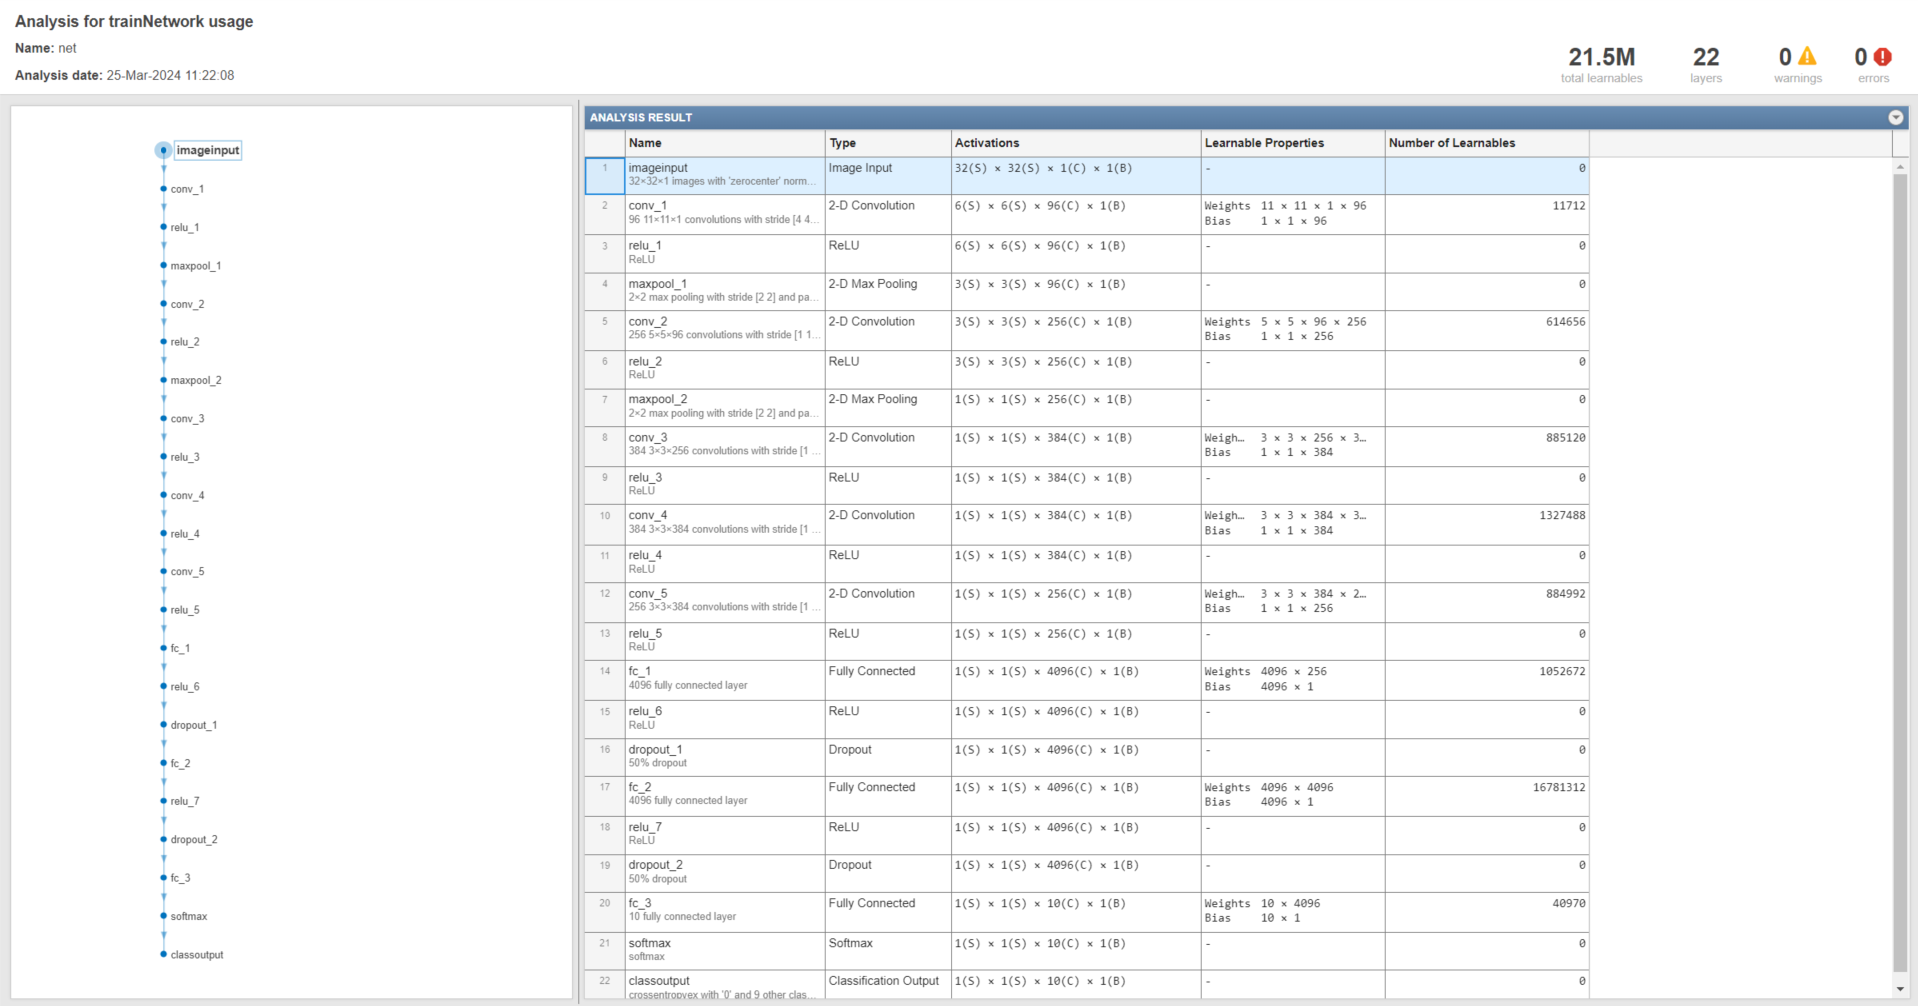 Analysis for trainNetwork usage
Name: net
Analysis date: 25-Mar-2024 11:22:08
21.5M
total learnables
22
layers
0
warnings
0
errors
imageinput
conv_1
relu_1
maxpool_1
conv_2
relu_2
maxpool_2
conv_3
relu_3
conv_4
relu_4
conv_5
relu_5
fc_1
relu_6
dropout_1
fc_2
relu_7
dropout_2
fc_3
softmax
classoutput
ANALYSIS RESULT
Name Type Activations Learnable Properties Number of Learnables
1 imageinput Image Input 32(S) × 32(S) × 1(C) × 1(B) - 0
32×32×1 images with 'zerocenter' norm...
2 conv_1 2-D Convolution 6(S) × 6(S) × 96(C) × 1(B) Weights 11 × 11 × 1 × 96 11712
96 11×11×1 convolutions with stride [4 4... Bias 1 × 1 × 96
3 relu_1 ReLU 6(S) × 6(S) × 96(C) × 1(B) - 0
ReLU
4 maxpool_1 2-D Max Pooling 3(S) × 3(S) × 96(C) × 1(B) - 0
2×2 max pooling with stride [2 2] and pa...
5 conv_2 2-D Convolution 3(S) × 3(S) × 256(C) × 1(B) Weights 5 × 5 × 96 × 256 614656
256 5×5×96 convolutions with stride [1 1... Bias 1 × 1 × 256
6 relu_2 ReLU 3(S) × 3(S) × 256(C) × 1(B) - 0
ReLU
7 maxpool_2 2-D Max Pooling 1(S) × 1(S) × 256(C) × 1(B) - 0
2×2 max pooling with stride [2 2] and pa...
8 conv_3 2-D Convolution 1(S) × 1(S) × 384(C) × 1(B) Weigh... 3 × 3 × 256 × 3... 885120
384 3×3×256 convolutions with stride [1 ... Bias 1 × 1 × 384
9 relu_3 ReLU 1(S) × 1(S) × 384(C) × 1(B) - 0
ReLU
10 conv_4 2-D Convolution 1(S) × 1(S) × 384(C) × 1(B) Weigh... 3 × 3 × 384 × 3... 1327488
384 3×3×384 convolutions with stride [1 ... Bias 1 × 1 × 384
11 relu_4 ReLU 1(S) × 1(S) × 384(C) × 1(B) - 0
ReLU
12 conv_5 2-D Convolution 1(S) × 1(S) × 256(C) × 1(B) Weigh... 3 × 3 × 384 × 2... 884992
256 3×3×384 convolutions with stride [1 ... Bias 1 × 1 × 256
13 relu_5 ReLU 1(S) × 1(S) × 256(C) × 1(B) - 0
ReLU
14 fc_1 Fully Connected 1(S) × 1(S) × 4096(C) × 1(B) Weights 4096 × 256 1052672
4096 fully connected layer Bias 4096 × 1
15 relu_6 ReLU 1(S) × 1(S) × 4096(C) × 1(B) - 0
ReLU
16 dropout_1 Dropout 1(S) × 1(S) × 4096(C) × 1(B) - 0
50% dropout
17 fc_2 Fully Connected 1(S) × 1(S) × 4096(C) × 1(B) Weights 4096 × 4096 16781312
4096 fully connected layer Bias 4096 × 1
18 relu_7 ReLU 1(S) × 1(S) × 4096(C) × 1(B) - 0
ReLU
19 dropout_2 Dropout 1(S) × 1(S) × 4096(C) × 1(B) - 0
50% dropout
20 fc_3 Fully Connected 1(S) × 1(S) × 10(C) × 1(B) Weights 10 × 4096 40970
10 fully connected layer Bias 10 × 1
21 softmax Softmax 1(S) × 1(S) × 10(C) × 1(B) - 0
softmax
22 classoutput Classification Output 1(S) × 1(S) × 10(C) × 1(B) - 0
crossentropyex with '0' and 9 other clas...